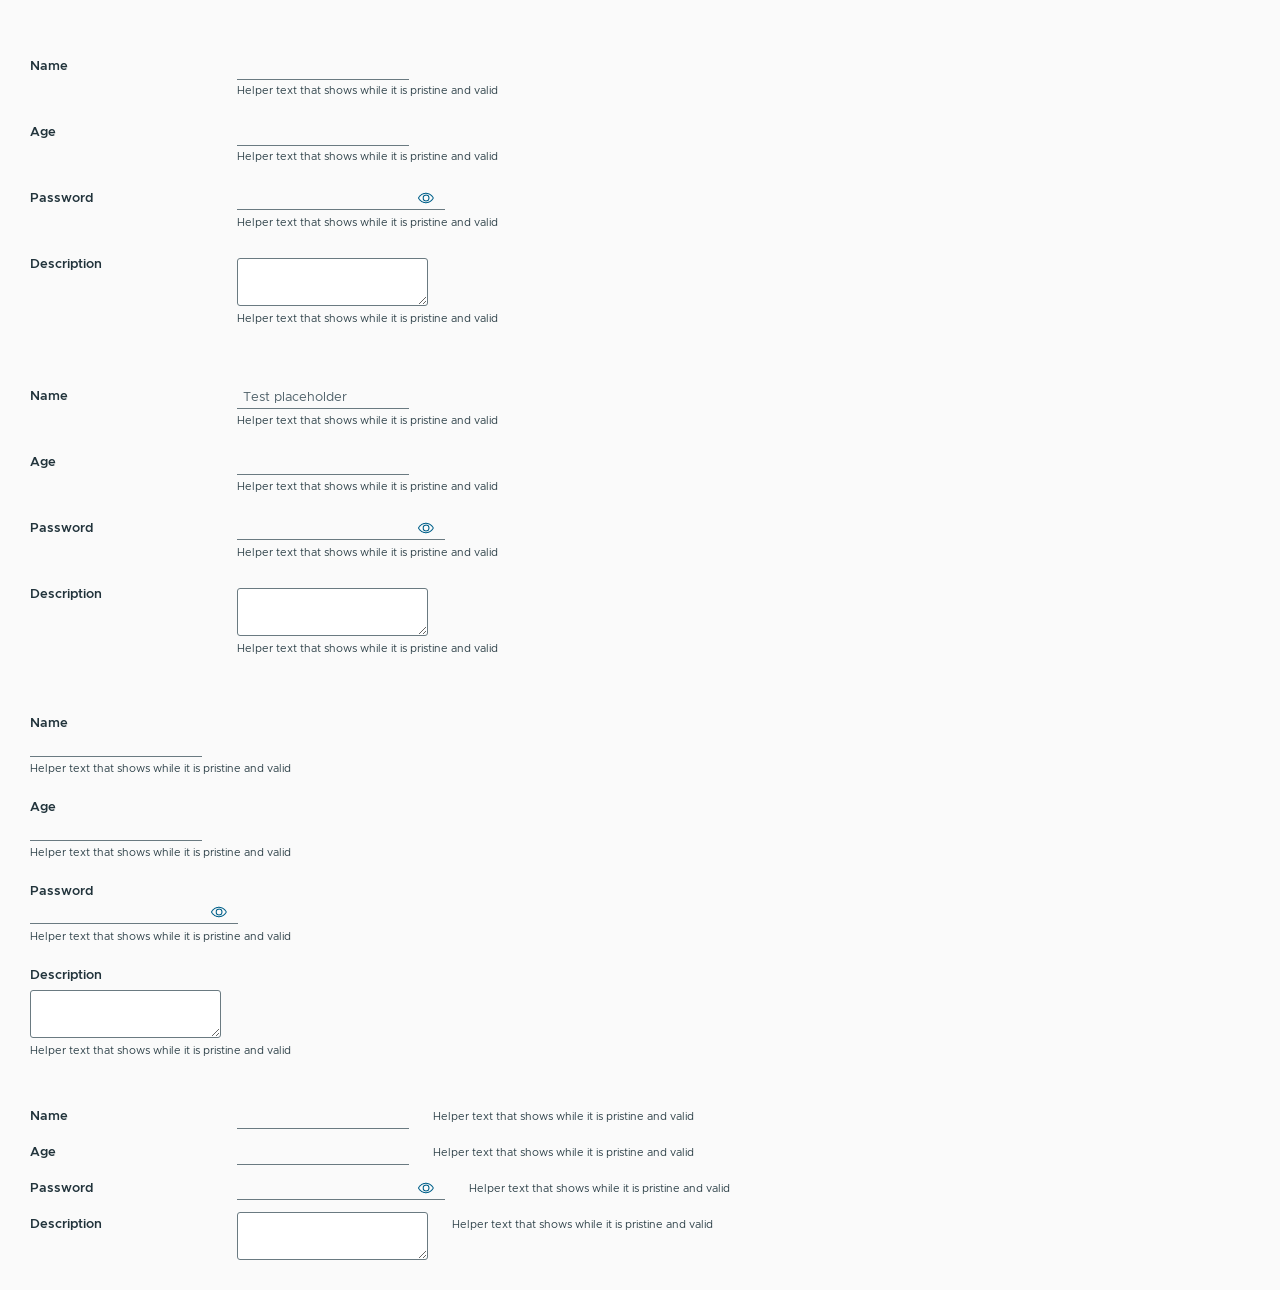 Name
Helper text that shows while it is pristine and valid
Age
Helper text that shows while it is pristine and valid
Password
Helper text that shows while it is pristine and valid
Description
Helper text that shows while it is pristine and valid
Name Test placeholder
Helper text that shows while it is pristine and valid
Age
Helper text that shows while it is pristine and valid
Password
Helper text that shows while it is pristine and valid
Description
Helper text that shows while it is pristine and valid
Name
Helper text that shows while it is pristine and valid
Age
Helper text that shows while it is pristine and valid
Password
Helper text that shows while it is pristine and valid
Description
Helper text that shows while it is pristine and valid
Name Helper text that shows while it is pristine and valid
Age Helper text that shows while it is pristine and valid
Password Helper text that shows while it is pristine and valid
Description Helper text that shows while it is pristine and valid